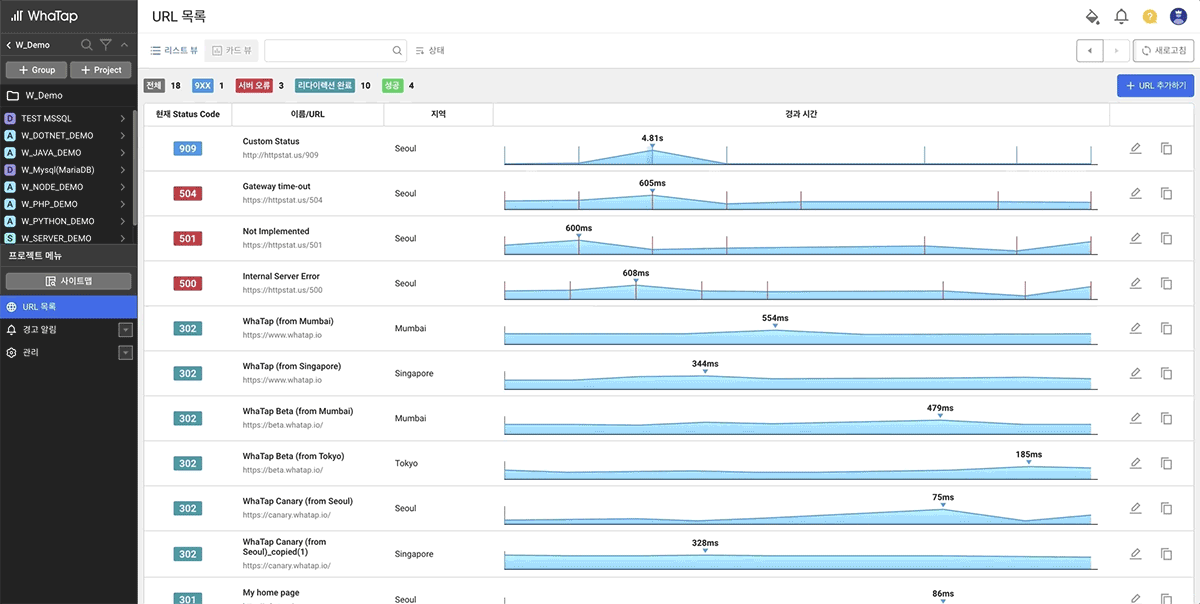 WhaTap
W_Demo
+ Group
+ Project
W_Demo
D TEST MSSQL
A W_DOTNET_DEMO
A W_JAVA_DEMO
D W_Mysql(MariaDB)
A W_NODE_DEMO
A W_PHP_DEMO
A W_PYTHON_DEMO
S W_SERVER_DEMO
프로젝트 메뉴
사이트맵
URL 목록
경고 알림
관리
URL 목록
?
리스트 뷰
카드 뷰
상태
새로고침
전체 18 9XX 1 서버 오류 3 리다이렉션 완료 10 성공 4
+ URL 추가하기
현재 Status Code 이름/URL 지역 경과 시간
909 Custom Status Seoul 4.81s
http://httpstat.us/909
504 Gateway time-out Seoul 605ms
https://httpstat.us/504
501 Not Implemented Seoul 600ms
https://httpstat.us/501
500 Internal Server Error Seoul 608ms
https://httpstat.us/500
302 WhaTap (from Mumbai) Mumbai 554ms
https://www.whatap.io
302 WhaTap (from Singapore) Singapore 344ms
https://www.whatap.io
302 WhaTap Beta (from Mumbai) Mumbai 479ms
https://beta.whatap.io/
302 WhaTap Beta (from Tokyo) Tokyo 185ms
https://beta.whatap.io/
302 WhaTap Canary (from Seoul) Seoul 75ms
https://canary.whatap.io/
302 WhaTap Canary (from Singapore 328ms
Seoul)_copied(1)
https://canary.whatap.io/
301 My home page Seoul 86ms